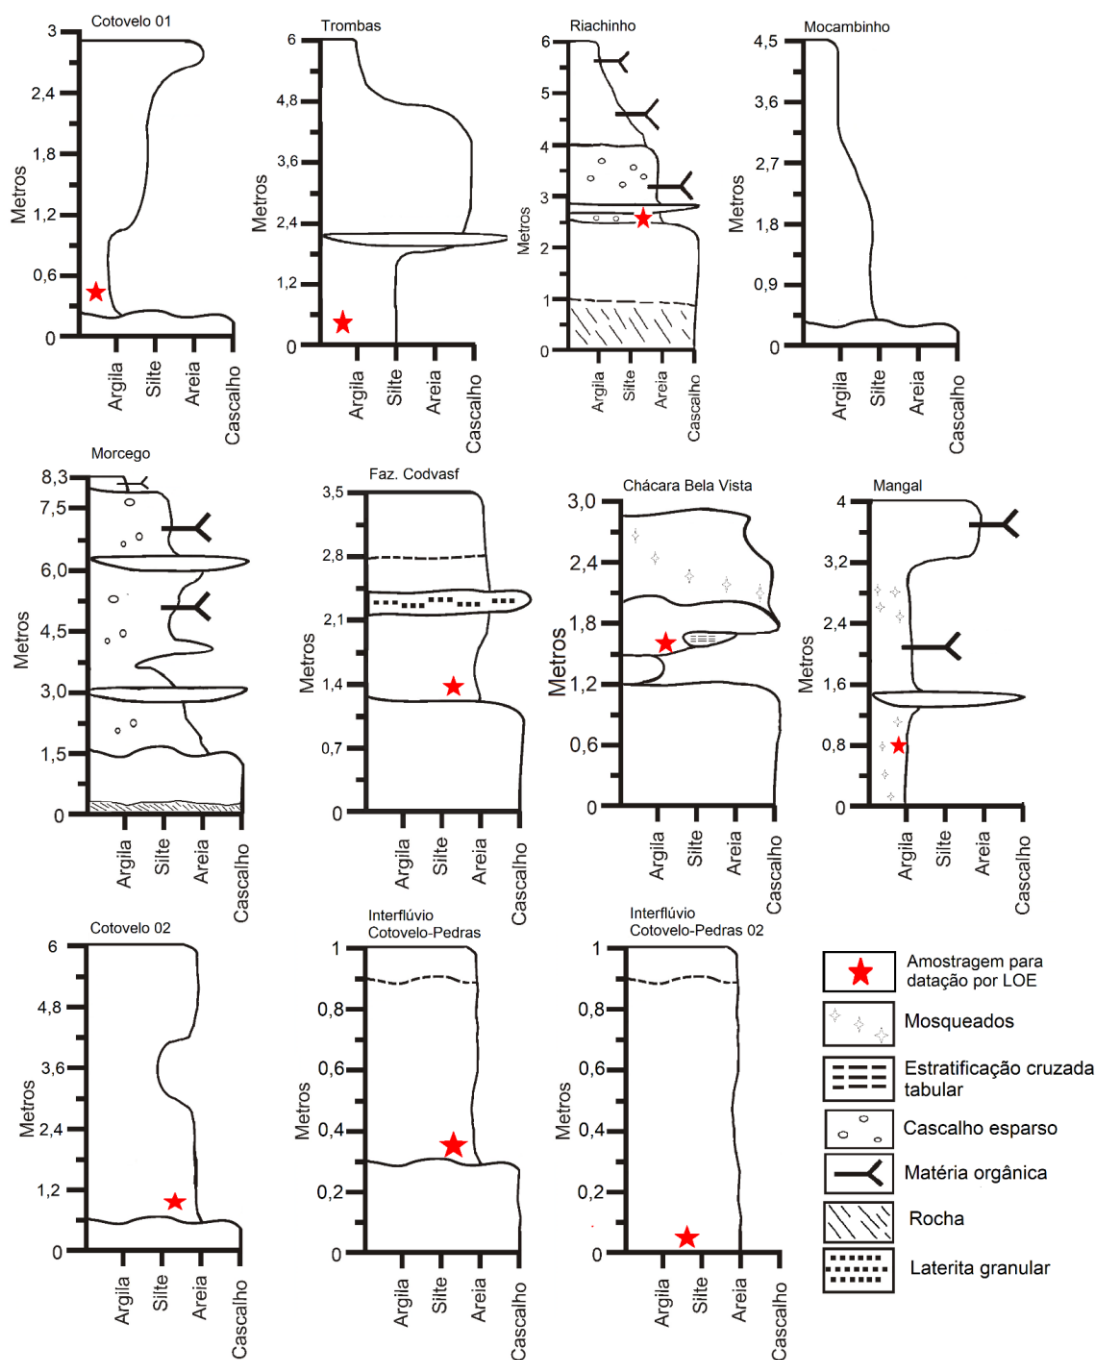 Cotovelo 01
3
2,4
1,8
1,2
0,6
0
Metros
Argila
Silte
Areia
Cascalho
Trombas
6
4,8
3,6
2,4
1,2
0
Metros
Argila
Silte
Areia
Cascalho
Riachinho
6
5
4
3
2
1
0
Metros
Argila
Silte
Areia
Cascalho
Mocambinho
4,5
3,6
2,7
1,8
0,9
0
Metros
Argila
Silte
Areia
Cascalho
Morcego
8,3
7,5
6,0
4,5
3,0
1,5
0
Metros
Argila
Silte
Areia
Cascalho
Faz. Codvasf
3,5
2,8
2,1
1,4
0,7
0
Metros
Argila
Silte
Areia
Cascalho
Chácara Bela Vista
3,0
2,4
1,8
1,2
0,6
0
Metros
Argila
Silte
Areia
Cascalho
Mangal
4
3,2
2,4
1,6
0,8
0
Metros
Argila
Silte
Areia
Cascalho
Cotovelo 02
6
4,8
3,6
2,4
1,2
0
Metros
Argila
Silte
Areia
Cascalho
Interflúvio
Cotovelo-Pedras
1
0,8
0,6
0,4
0,2
0
Metros
Argila
Silte
Areia
Cascalho
Interflúvio
Cotovelo-Pedras 02
1
0,8
0,6
0,4
0,2
0
Metros
Argila
Silte
Areia
Cascalho
Amostragem para
datação por LOE
Mosqueados
Estratificação cruzada
tabular
Cascalho esparso
Matéria orgânica
Rocha
Laterita granular